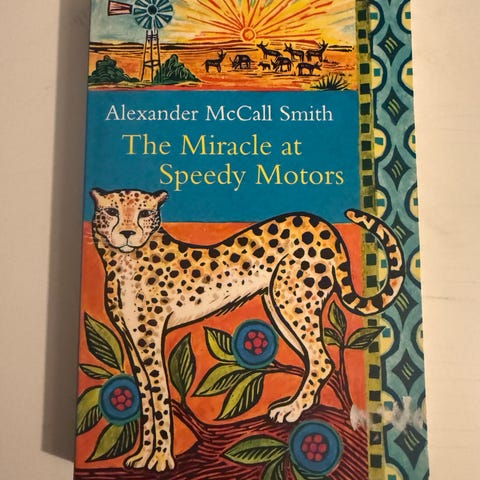 Alexander McCall Smith
The Miracle at
Speedy Motors